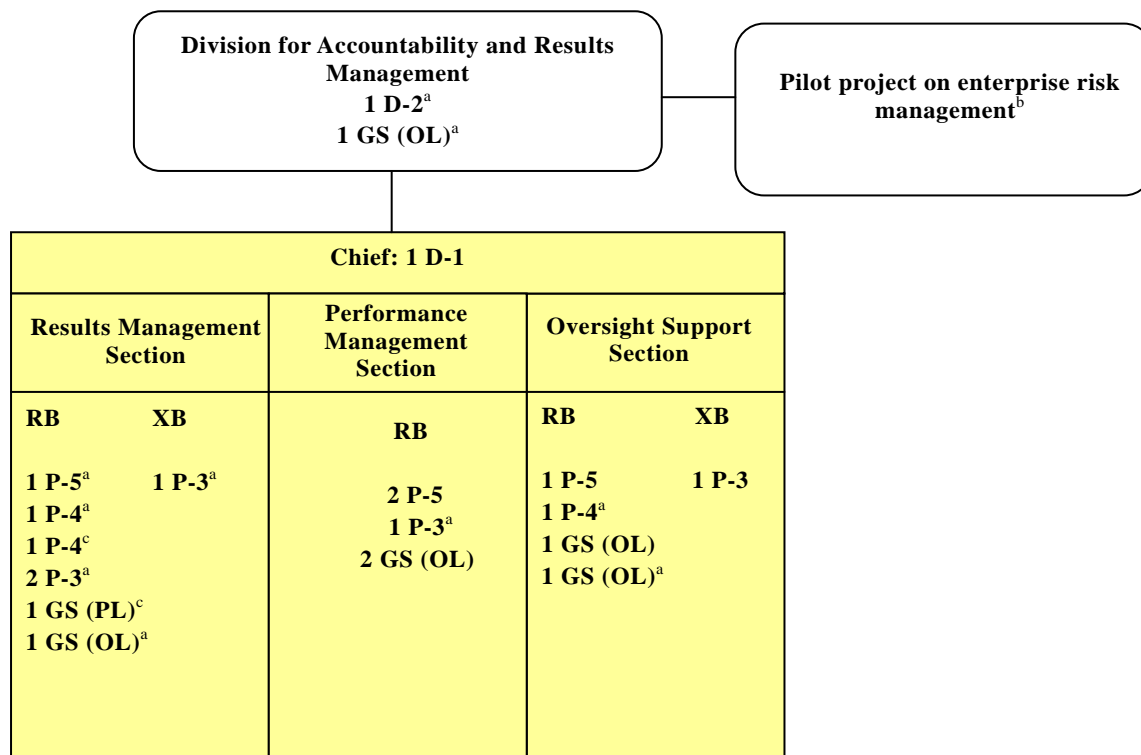 Division for Accountability and Results
Management
1 D-2ᵃ
1 GS (OL)ᵃ
Pilot project on enterprise risk
managementᵇ
Chief: 1 D-1
Results Management
Section
Performance
Management
Section
Oversight Support
Section
RB XB
1 P-5ᵃ 1 P-3ᵃ
1 P-4ᵃ
1 P-4ᶜ
2 P-3ᵃ
1 GS (PL)ᶜ
1 GS (OL)ᵃ
RB
2 P-5
1 P-3ᵃ
2 GS (OL)
RB XB
1 P-5 1 P-3
1 P-4ᵃ
1 GS (OL)
1 GS (OL)ᵃ